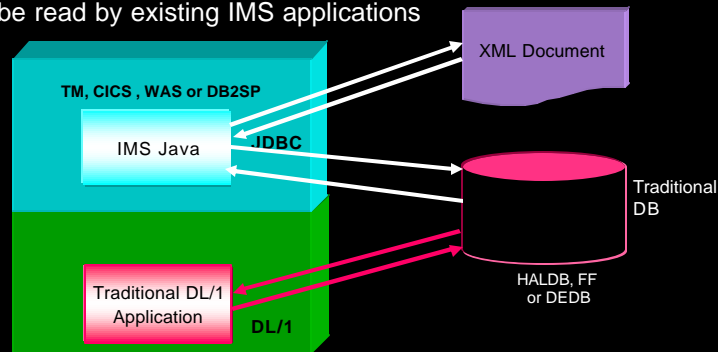 be read by existing IMS applications
XML Document
TM, CICS , WAS or DB2SP
JDBC
IMS Java
Traditional
DB
HALDB, FF
or DEDB
Traditional DL/1
Application
DL/1